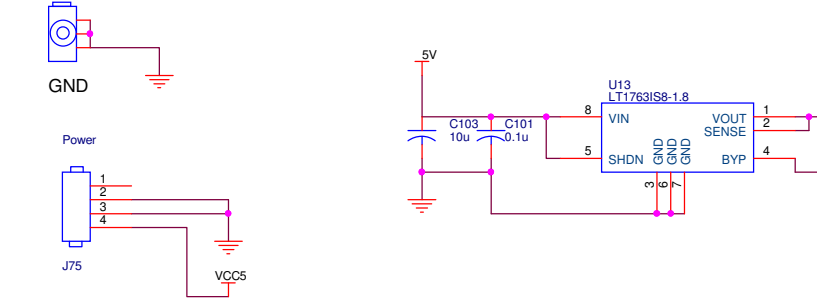 GND
Power
1
2
3
4
J75
VCC5
5V
C103
10u
C101
0.1u
U13
LT1763IS8-1.8
8
VIN
5
SHDN
GND
GND
GND
3
6
7
VOUT
SENSE
BYP
1
2
4